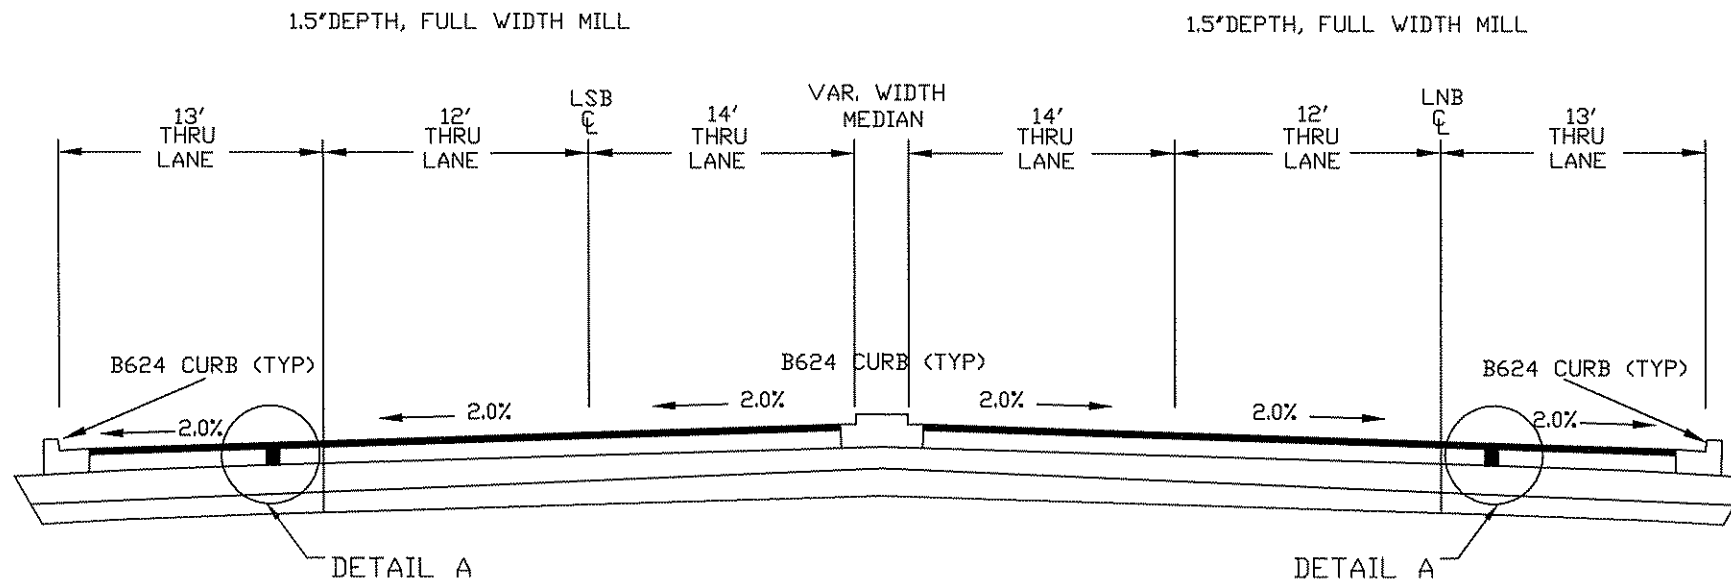 1.5"DEPTH, FULL WIDTH MILL
1.5"DEPTH, FULL WIDTH MILL
13'
THRU
LANE
12'
THRU
LANE
LSB
℄
14'
THRU
LANE
VAR. WIDTH
MEDIAN
14'
THRU
LANE
12'
THRU
LANE
LNB
℄
13'
THRU
LANE
B624 CURB (TYP)
B624 CURB (TYP)
B624 CURB (TYP)
2.0%
2.0%
2.0%
2.0%
2.0%
2.0%
DETAIL A
DETAIL A